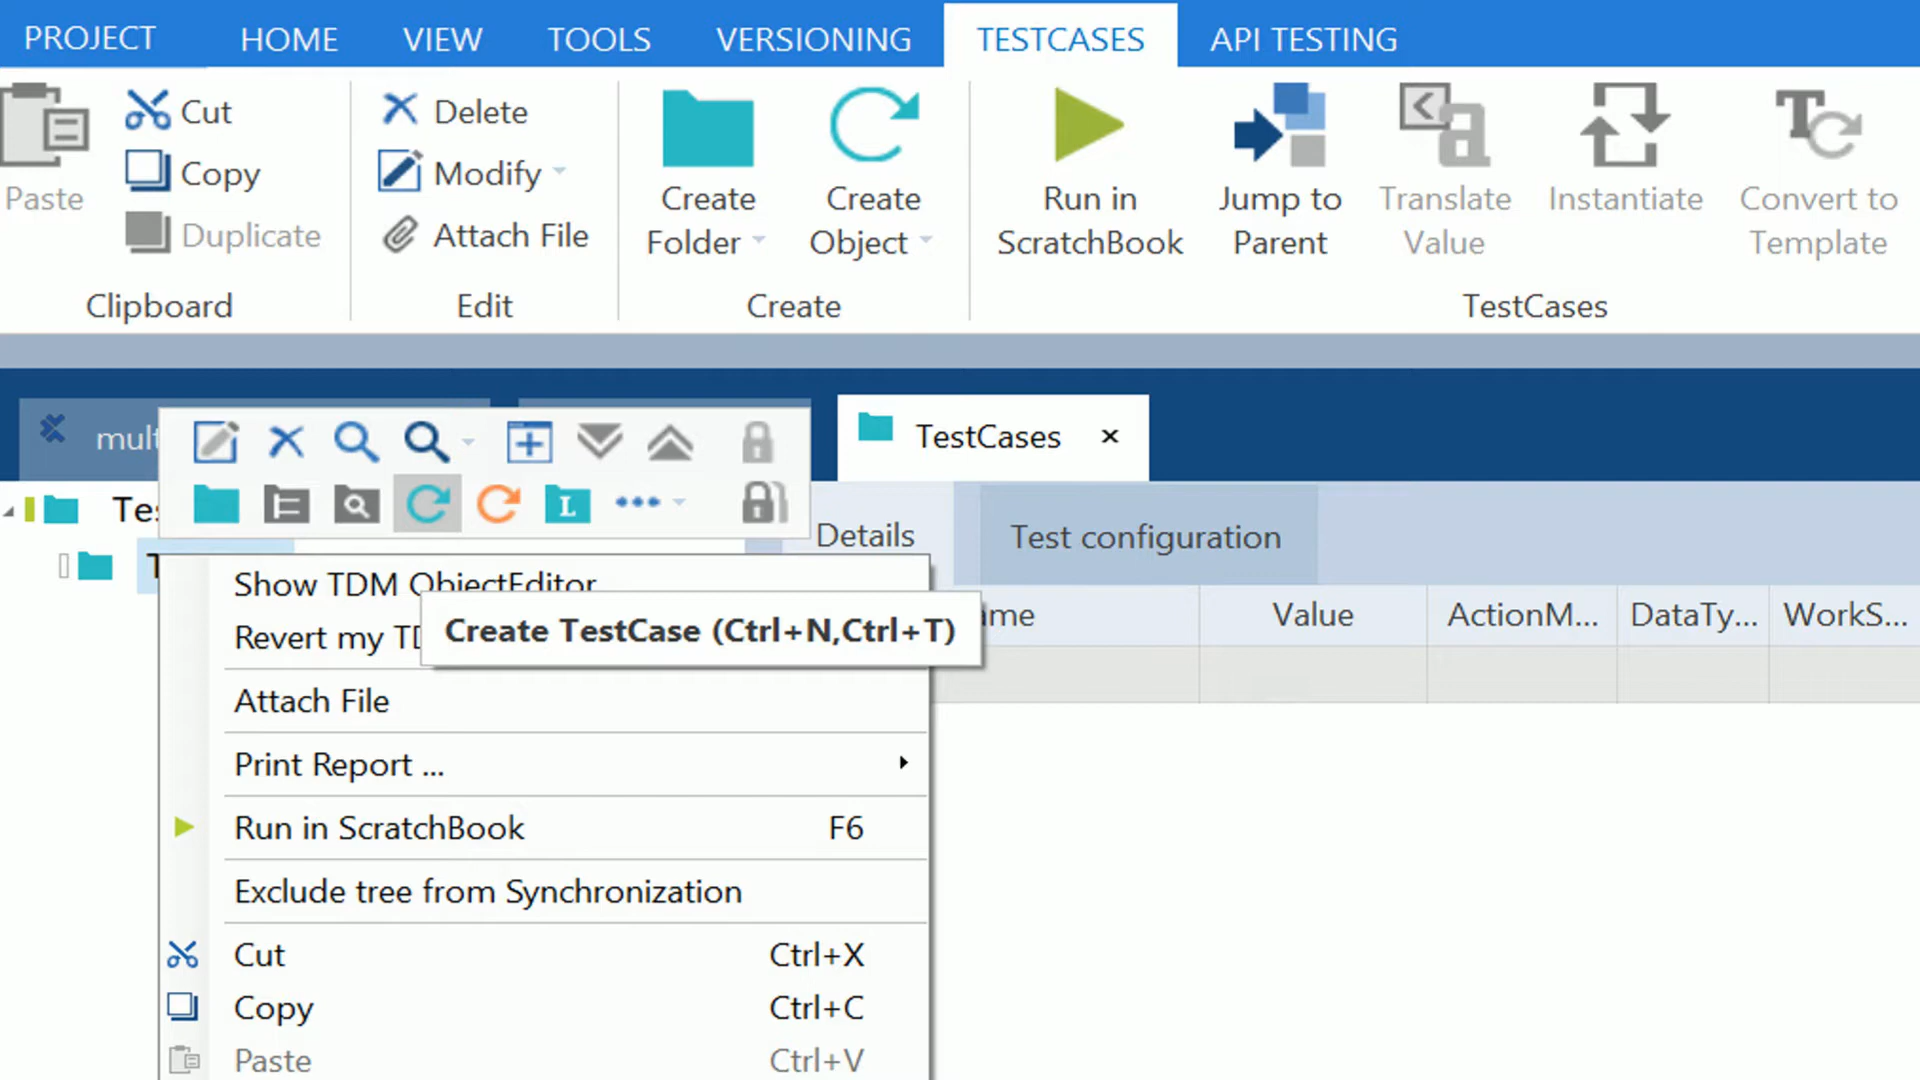 PROJECT HOME VIEW TOOLS VERSIONING TESTCASES API TESTING
Paste
Cut
Copy
Duplicate
Clipboard
Delete
Modify
Attach File
Edit
Create
Folder
Create
Object
Create
Run in
ScratchBook
Jump to
Parent
Translate
Value
Instantiate
Convert to
Template
TestCases
TestCases
Details
Test configuration
Value ActionM... DataTy... WorkS...
Show TDM ObjectEditor
Revert my
Create TestCase (Ctrl+N,Ctrl+T)
Attach File
Print Report ...
Run in ScratchBook F6
Exclude tree from Synchronization
Cut Ctrl+X
Copy Ctrl+C
Paste Ctrl+V